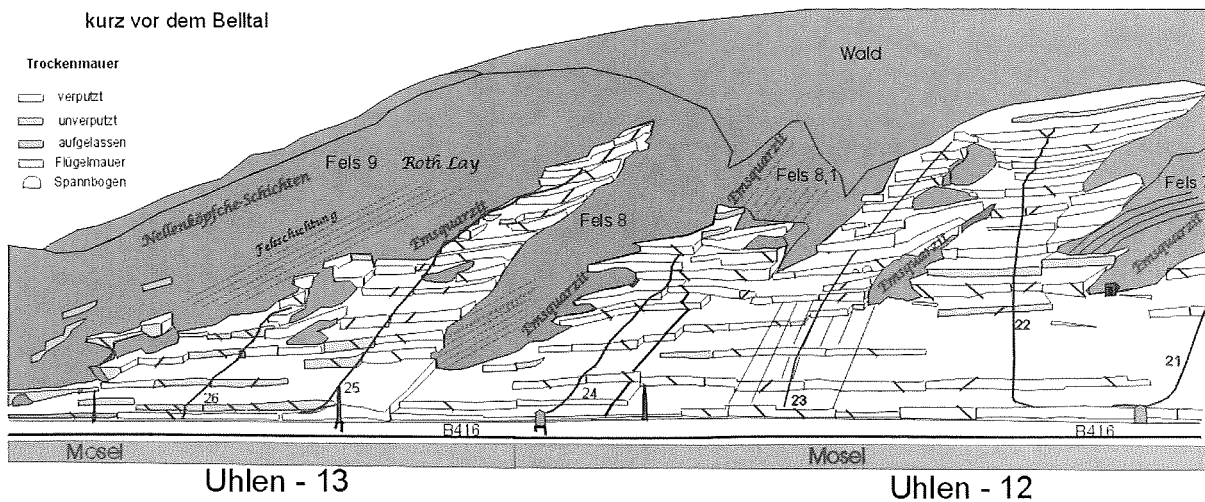 kurz vor dem Belltal
Trockenmauer
verputzt
unverputzt
aufgelassen
Flügelmauer
Spannbogen
Wald
Fels 9
Roth Lay
Nellenköpfche-Schichten
Felsschichtung
Emsquarzit
Fels 8
Emsquarzit
Emsquarzit
Fels 8,1
Emsquarzit
Fels 7
Emsquarzit
26
25
24
23
22
21
B416
B416
Mosel
Mosel
Uhlen - 13
Uhlen - 12